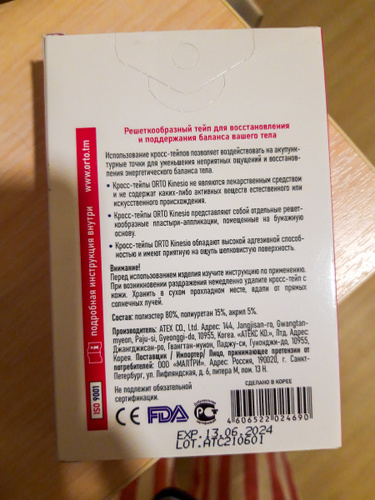 Решеткообразный тейп для восстановления
и поддержания баланса вашего тела
Использование кросс-тейпов позволяет воздействовать на акупунк-
турные точки для уменьшения неприятных ощущений и восстанов-
ления энергетического баланса тела.
• Кросс-тейпы ORTO Kinesio не являются лекарственным средством
и не содержат каких-либо активных веществ естественного или
искусственного происхождения.
• Кросс-тейпы ORTO Kinesio представляют собой отдельные решет-
кообразные пластыри-аппликации, помещенные на бумажную
основу.
• Кросс-тейпы ORTO Kinesio обладают высокой адгезивной способ-
ностью и имеют приятную на ощупь шелковистую поверхность.
Внимание!
Перед использованием изделия изучите инструкцию по применению.
При возникновении раздражения немедленно удалите кросс-тейп с
кожи. Хранить в сухом прохладном месте, вдали от прямых
солнечных лучей.
Состав: полиэстер 80%, полиуретан 15%, акрил 5%.
Производитель: ATEX CO., Ltd. Адрес: 144, Jangjisan-ro, Gwangtan-
myeon, Paju-si, Gyeonggi-do, 10955, Korea «АТЕКС КО.» Лтд., 144,
Джангджисан-ро, Гвангтан-муион, Паджу-си, Гуионджи-до, 10955,
Корея. Поставщик / Импортер/ Лицо, принимающее претензии от
потребителей: ООО «МАЛТРИ». Адрес: Россия, 190020, г. Санкт-
Петербург, ул. Лифляндская, д. 6, литера М, пом. 13 Н.
Не подлежит обязательной
сертификации.
СДЕЛАНО В КОРЕЕ
CE FDA
4 606522 024690
EXP. 13.06.2024
LOT.ATC210601
ISO 9001
подробная инструкция внутри
www.orto.tm